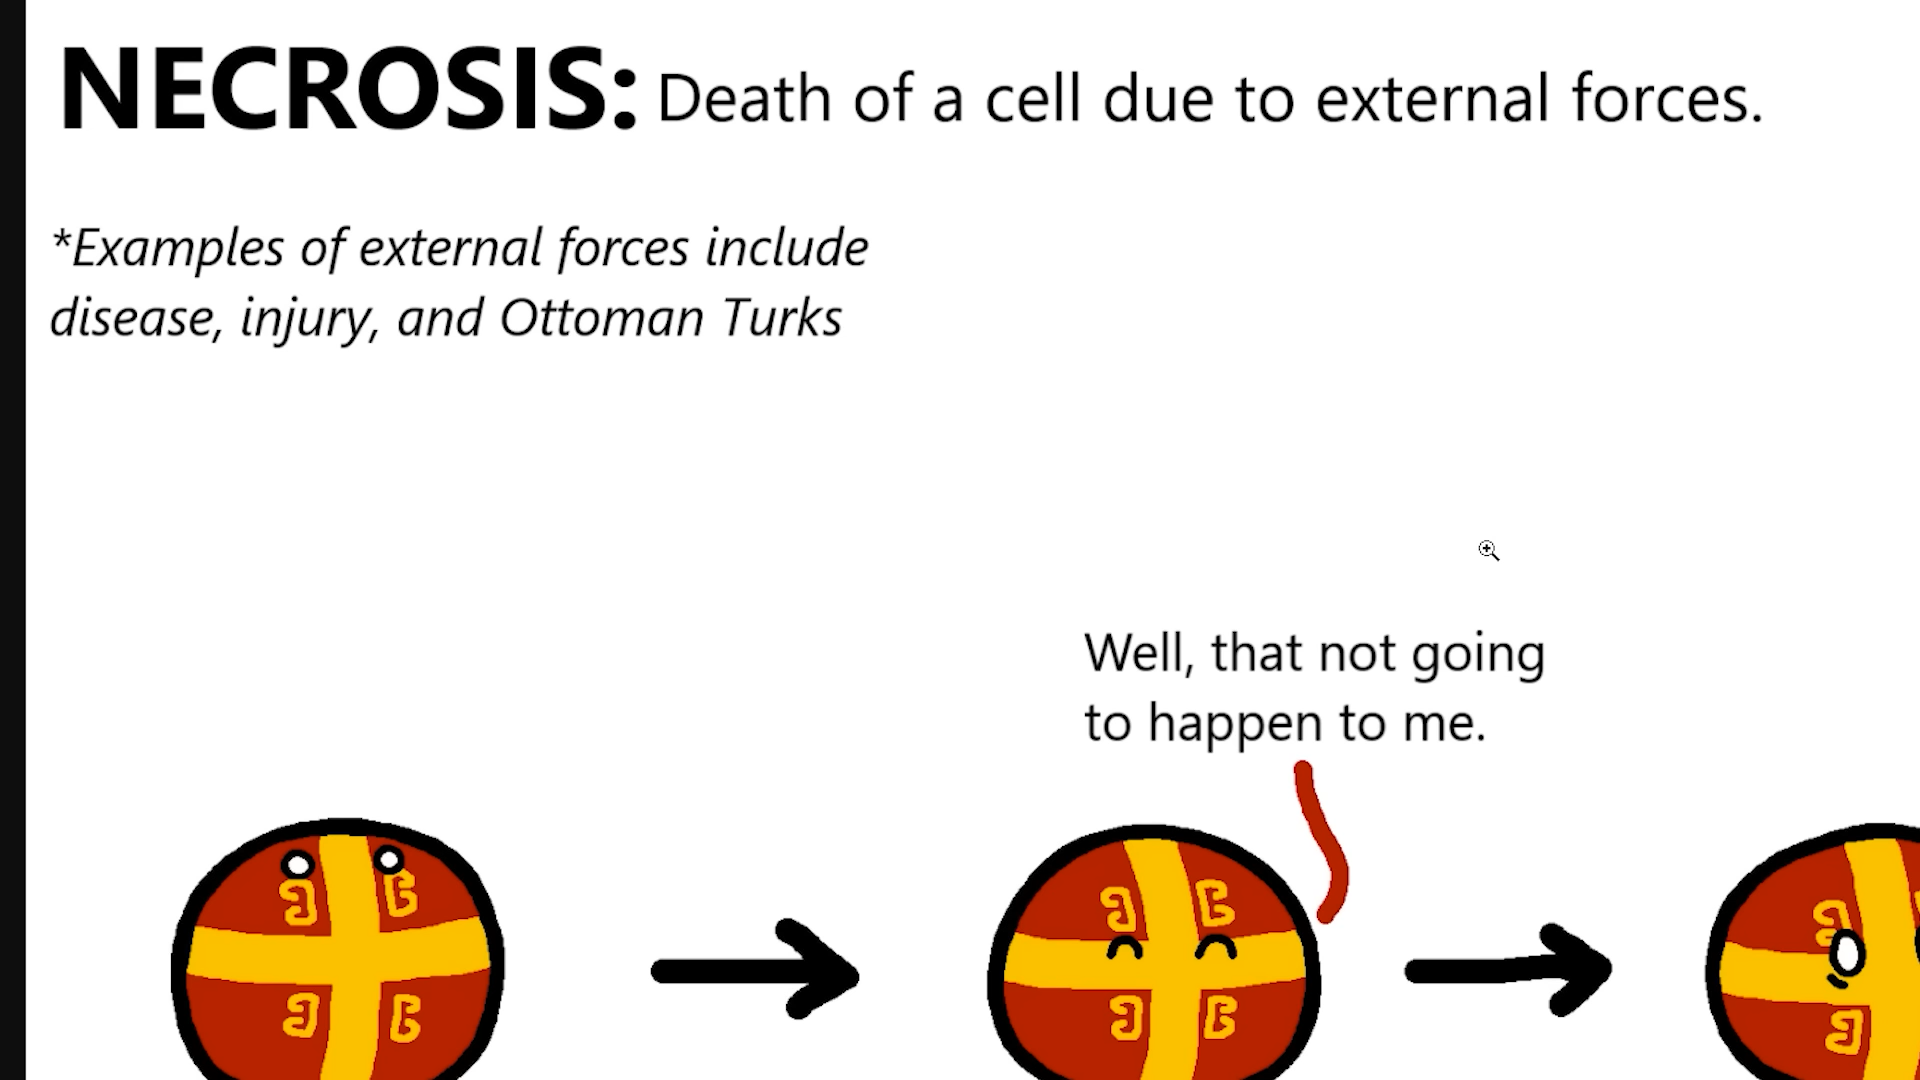 NECROSIS: Death of a cell due to external forces.
*Examples of external forces include
disease, injury, and Ottoman Turks
Well, that not going
to happen to me.